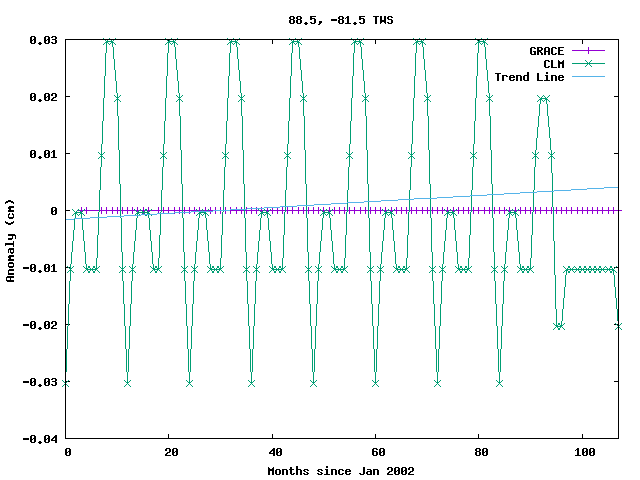 88.5, -81.5 TWS
GRACE
CLM
Trend Line
0.03
0.02
0.01
0
-0.01
-0.02
-0.03
-0.04
Anomaly (cm)
0 20 40 60 80 100
Months since Jan 2002